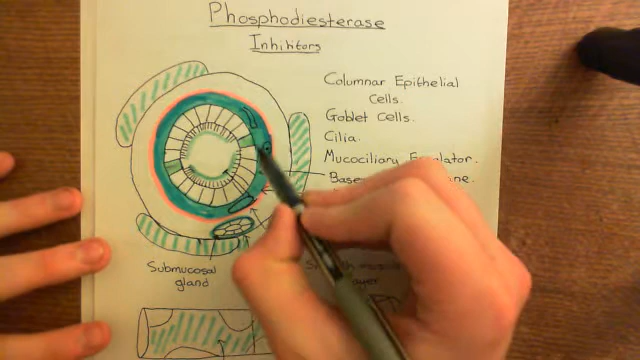 Phosphodiesterase
Inhibitors
Columnar Epithelial
Cells.
Goblet Cells.
Cilia.
Mucociliary
Submucosal
gland